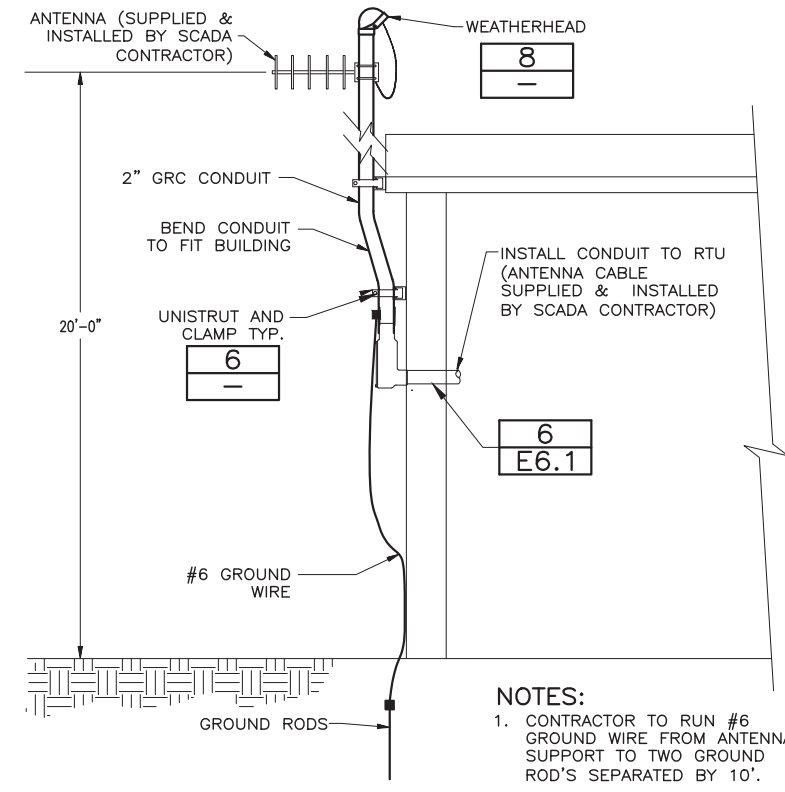 ANTENNA (SUPPLIED &
INSTALLED BY SCADA
CONTRACTOR)
WEATHERHEAD
8
–
2" GRC CONDUIT
BEND CONDUIT
TO FIT BUILDING
INSTALL CONDUIT TO RTU
(ANTENNA CABLE
SUPPLIED & INSTALLED
BY SCADA CONTRACTOR)
20'-0"
UNISTRUT AND
CLAMP TYP.
6
–
6
E6.1
#6 GROUND
WIRE
GROUND RODS
NOTES:
1. CONTRACTOR TO RUN #6
GROUND WIRE FROM ANTENNA
SUPPORT TO TWO GROUND
ROD'S SEPARATED BY 10'.